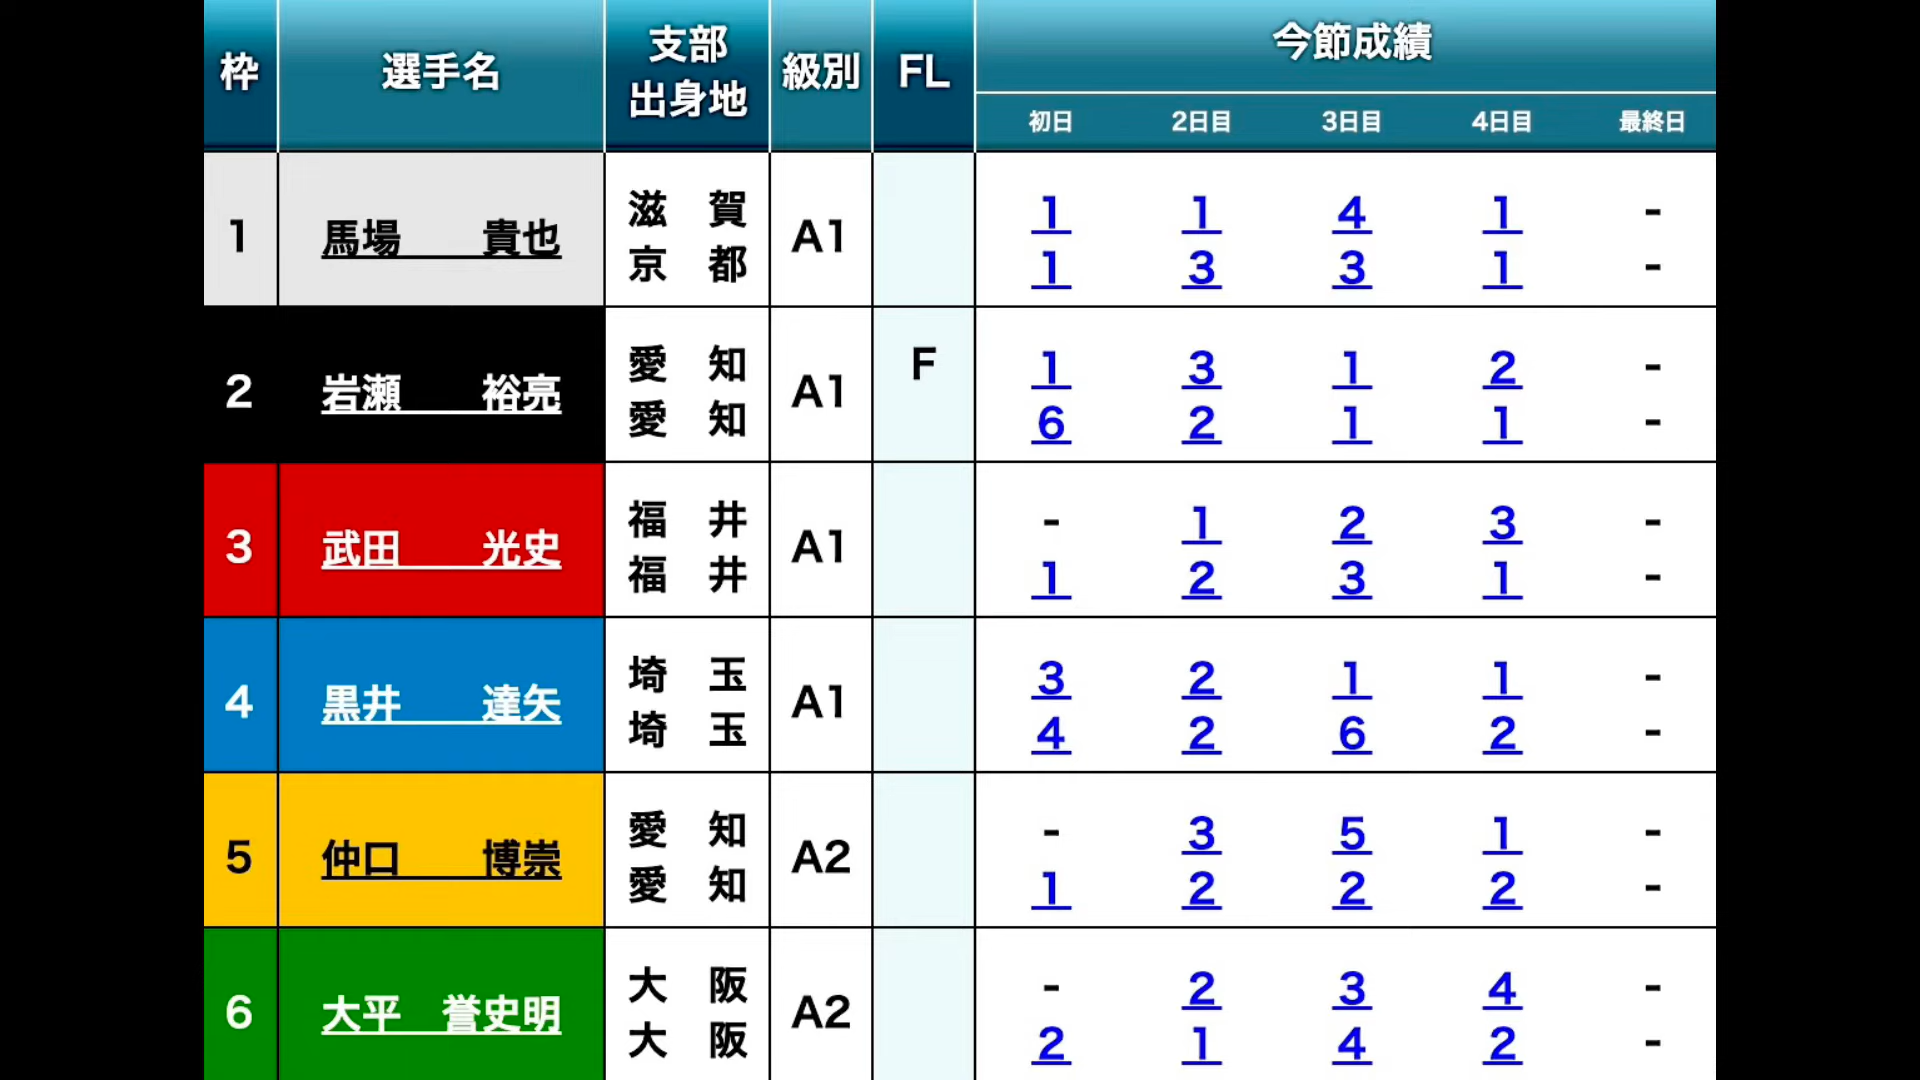 枠 選手名 支部 出身地 級別 FL 今節成績
初日 2日目 3日目 4日目 最終日
1 馬場 貴也 滋賀 A1 1 1 4 1 -
京都 1 3 3 1 -
2 岩瀬 裕亮 愛知 A1 F 1 3 1 2 -
愛知 6 2 1 1 -
3 武田 光史 福井 A1 - 1 2 3 -
福井 1 2 3 1 -
4 黒井 達矢 埼玉 A1 3 2 1 1 -
埼玉 4 2 6 2 -
5 仲口 博崇 愛知 A2 - 3 5 1 -
愛知 1 2 2 2 -
6 大平 誉史明 大阪 A2 - 2 3 4 -
大阪 2 1 4 2 -